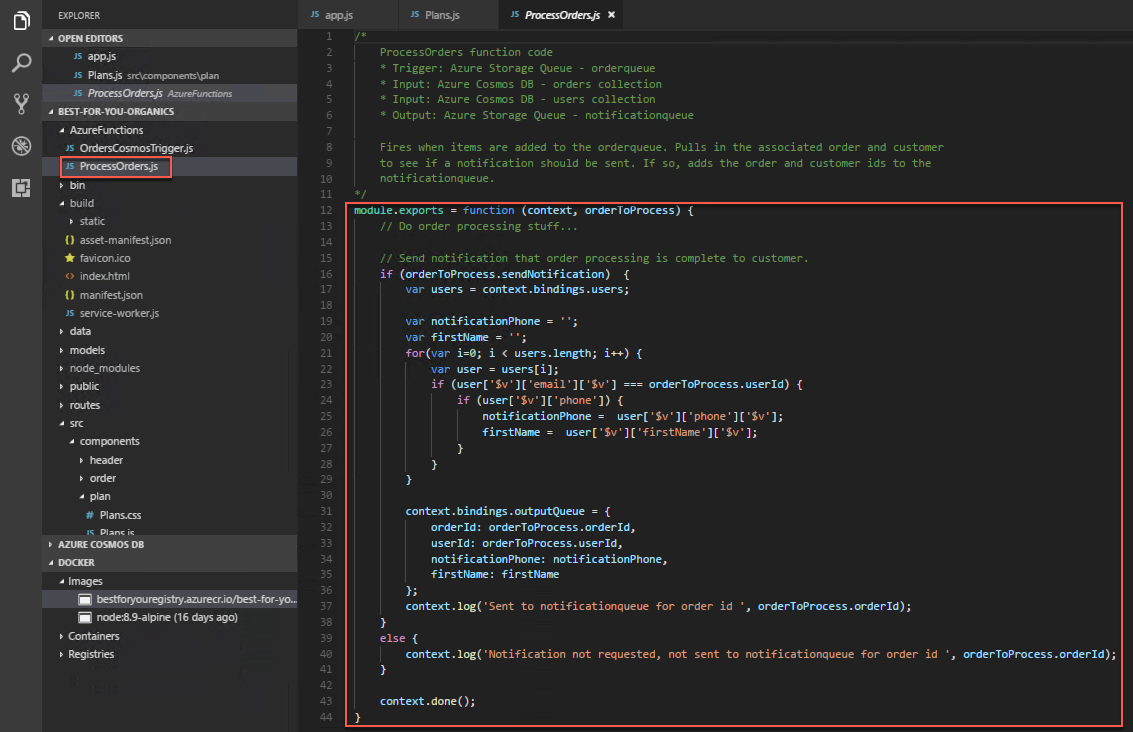 EXPLORER
OPEN EDITORS
JS app.js
JS Plans.js src\components\plan
JS ProcessOrders.js AzureFunctions
BEST-FOR-YOU-ORGANICS
AzureFunctions
JS OrdersCosmosTrigger.js
JS ProcessOrders.js
bin
build
static
{} asset-manifest.json
favicon.ico
<> index.html
{} manifest.json
JS service-worker.js
data
models
node_modules
public
routes
src
components
header
order
plan
# Plans.css
JS Plans.js
AZURE COSMOS DB
DOCKER
Images
bestforyouregistry.azurecr.io/best-for-yo...
node:8.9-alpine (16 days ago)
Containers
Registries
JS app.js JS Plans.js JS ProcessOrders.js ×
1 /*
2 ProcessOrders function code
3 * Trigger: Azure Storage Queue - orderqueue
4 * Input: Azure Cosmos DB - orders collection
5 * Input: Azure Cosmos DB - users collection
6 * Output: Azure Storage Queue - notificationqueue
7
8 Fires when items are added to the orderqueue. Pulls in the associated order and customer
9 to see if a notification should be sent. If so, adds the order and customer ids to the
10 notificationqueue.
11 */
12 module.exports = function (context, orderToProcess) {
13 // Do order processing stuff...
14
15 // Send notification that order processing is complete to customer.
16 if (orderToProcess.sendNotification) {
17 var users = context.bindings.users;
18
19 var notificationPhone = '';
20 var firstName = '';
21 for(var i=0; i < users.length; i++) {
22 var user = users[i];
23 if (user['$v']['email']['$v'] === orderToProcess.userId) {
24 if (user['$v']['phone']) {
25 notificationPhone = user['$v']['phone']['$v'];
26 firstName = user['$v']['firstName']['$v'];
27 }
28 }
29 }
30
31 context.bindings.outputQueue = {
32 orderId: orderToProcess.orderId,
33 userId: orderToProcess.userId,
34 notificationPhone: notificationPhone,
35 firstName: firstName
36 };
37 context.log('Sent to notificationqueue for order id ', orderToProcess.orderId);
38 }
39 else {
40 context.log('Notification not requested, not sent to notificationqueue for order id ', orderToProcess.orderId);
41 }
42
43 context.done();
44 }